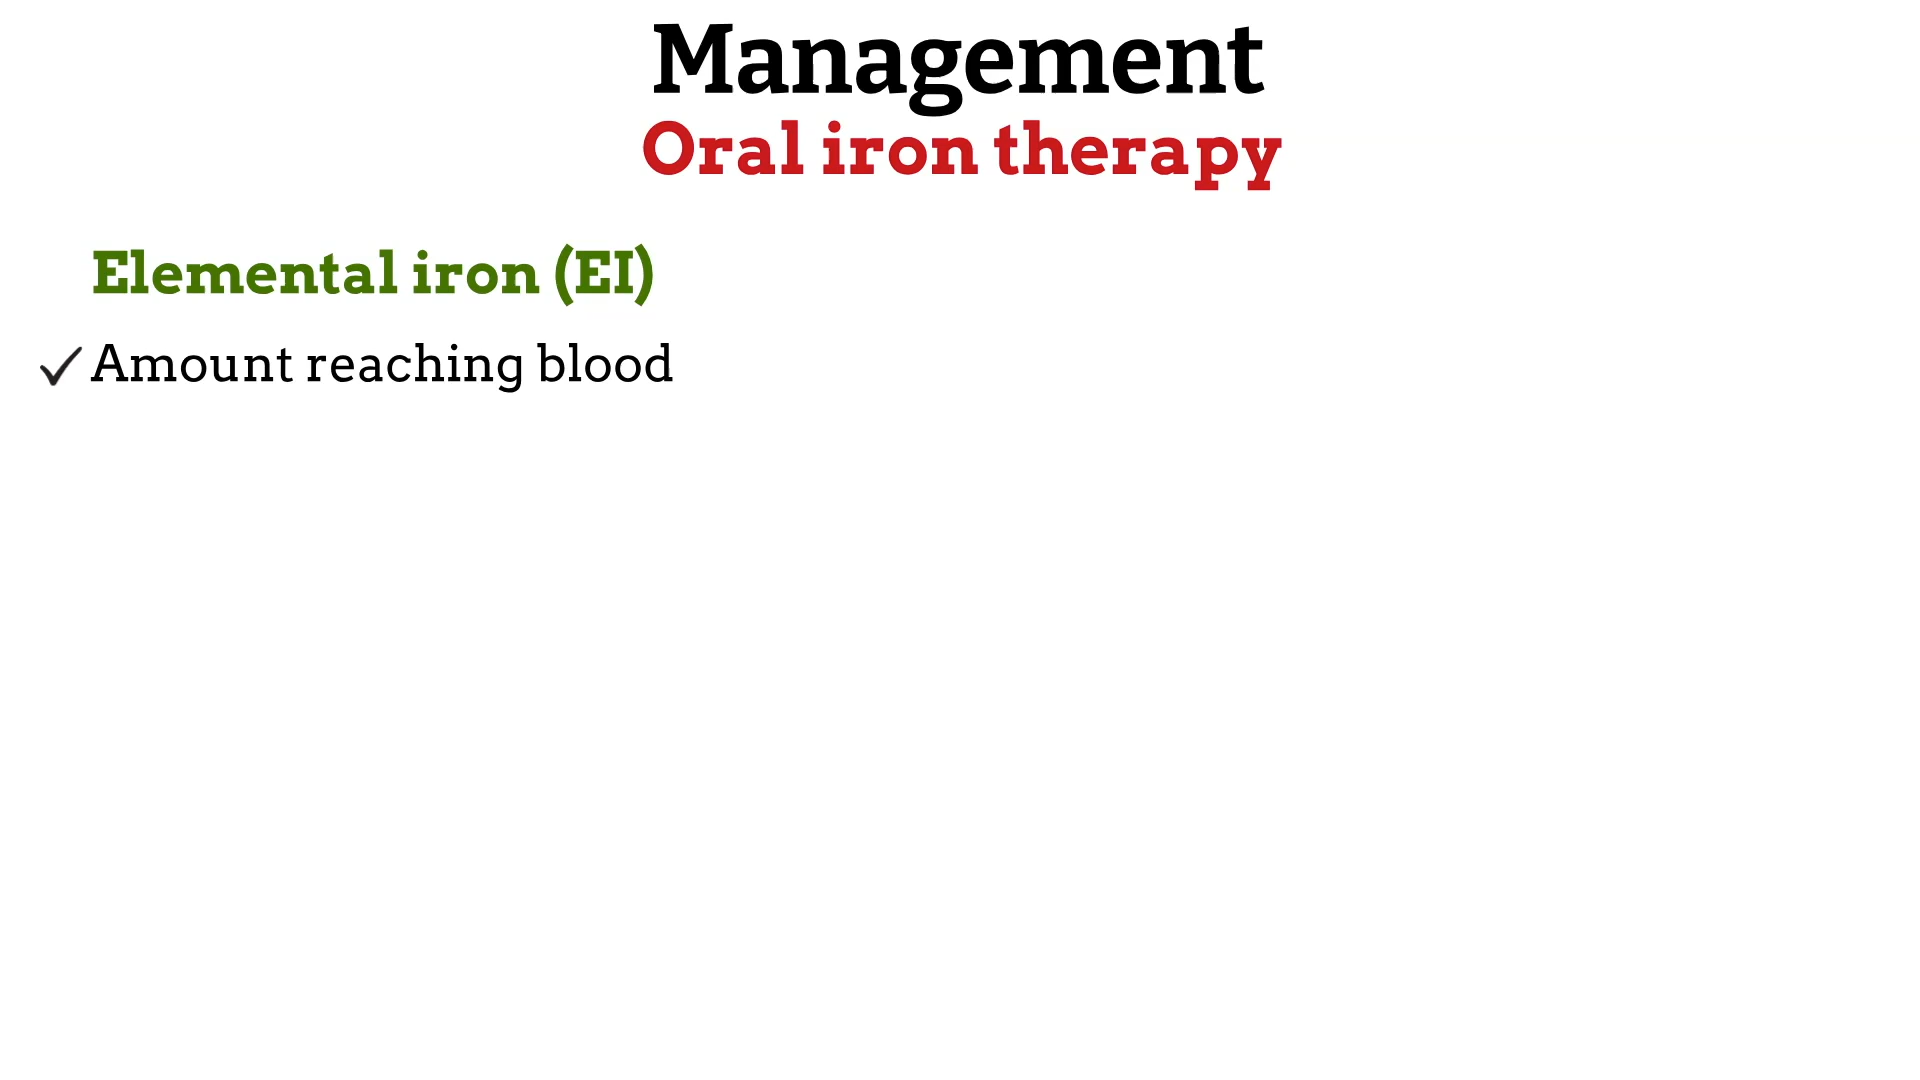 Management
Oral iron therapy
Elemental iron (EI)
✓ Amount reaching blood